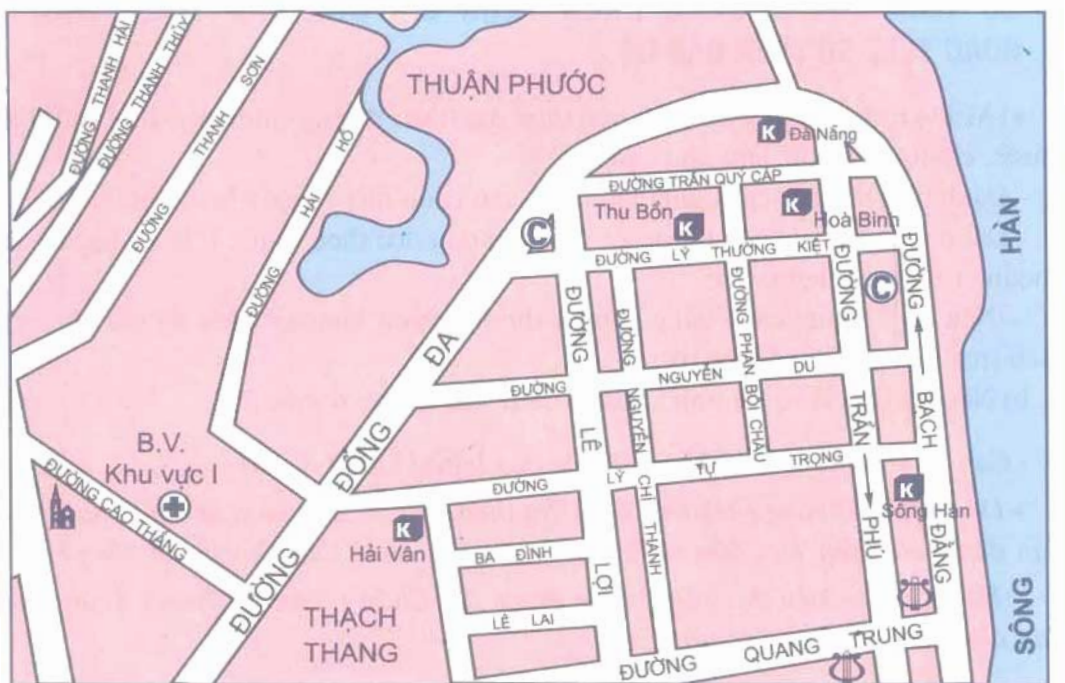 THUẬN PHƯỚC
ĐƯỜNG THANH HẢI
ĐƯỜNG THANH THỦY
ĐƯỜNG THANH SƠN
ĐƯỜNG HẢI HỒ
K
Đà Nẵng
ĐƯỜNG TRẦN QUÝ CÁP
Thu Bồn
K
K
Hoà Bình
C
ĐƯỜNG LÝ THƯỜNG KIỆT
C
HÀN
SÔNG
ĐƯỜNG ĐỐNG ĐA
ĐƯỜNG LÊ LỢI
ĐƯỜNG NGUYỄN CHÍ THANH
ĐƯỜNG PHAN BỘI CHÂU
ĐƯỜNG TRẦN PHÚ
ĐƯỜNG BẠCH ĐẰNG
ĐƯỜNG NGUYỄN DU
B.V.
Khu vực I
ĐƯỜNG CAO THẮNG
ĐƯỜNG LÝ TỰ TRỌNG
K
Sông Hàn
K
Hải Vân
BA ĐÌNH
LÊ LAI
THẠCH
THANG
ĐƯỜNG QUANG TRUNG